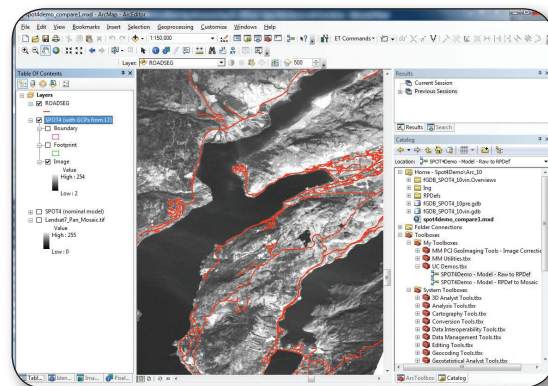 spot4demo_compare1.mxd - ArcMap - ArcEditor
File Edit View Bookmarks Insert Selection Geoprocessing Customize Windows Help
1:150,000
ET Commands
Layer: ROADSEG
500
Table Of Contents
Layers
ROADSEG
SPOT4 (with GCPs from L7)
Boundary
Footprint
Image
Value
High : 254
Low : 2
SPOT4 (nominal model)
Landsat7_Pan_Mosaic.tif
Value
High : 255
Low : 0
Results
Current Session
Previous Sessions
Results Search
Catalog
Location: SPOT4Demo - Model - Raw to RPDef
Home - Spot4Demo\Arc_10
fGDB_SPOT4_10vin.Overviews
Ing
RPDefs
fGDB_SPOT4_10pre.gdb
fGDB_SPOT4_10vin.gdb
spot4demo_compare1.mxd
Folder Connections
Toolboxes
My Toolboxes
MM PCI GeoImaging Tools - Image Correctio
MM Utilities.tbx
UC Demos.tbx
SPOT4Demo - Model - Raw to RPDef
SPOT4Demo - Model - RPDef to Mosaic
System Toolboxes
3D Analyst Tools.tbx
Analysis Tools.tbx
Cartography Tools.tbx
Conversion Tools.tbx
Data Interoperability Tools.tbx
Data Management Tools.tbx
Editing Tools.tbx
Geocoding Tools.tbx
Geostatistical Analyst Tools.tbx
Tabl... Iden... Ima... Posi...
ArcToolbox Catalog